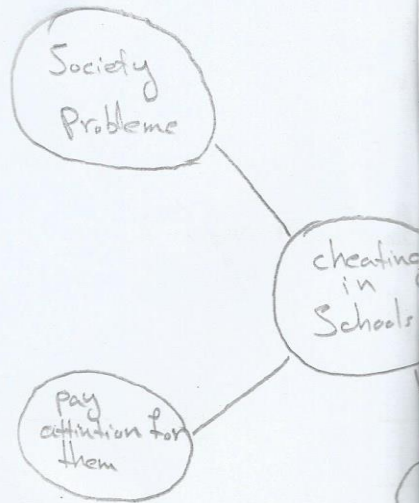 Society
Probleme
cheating
in
Schools
pay
attintion for
them